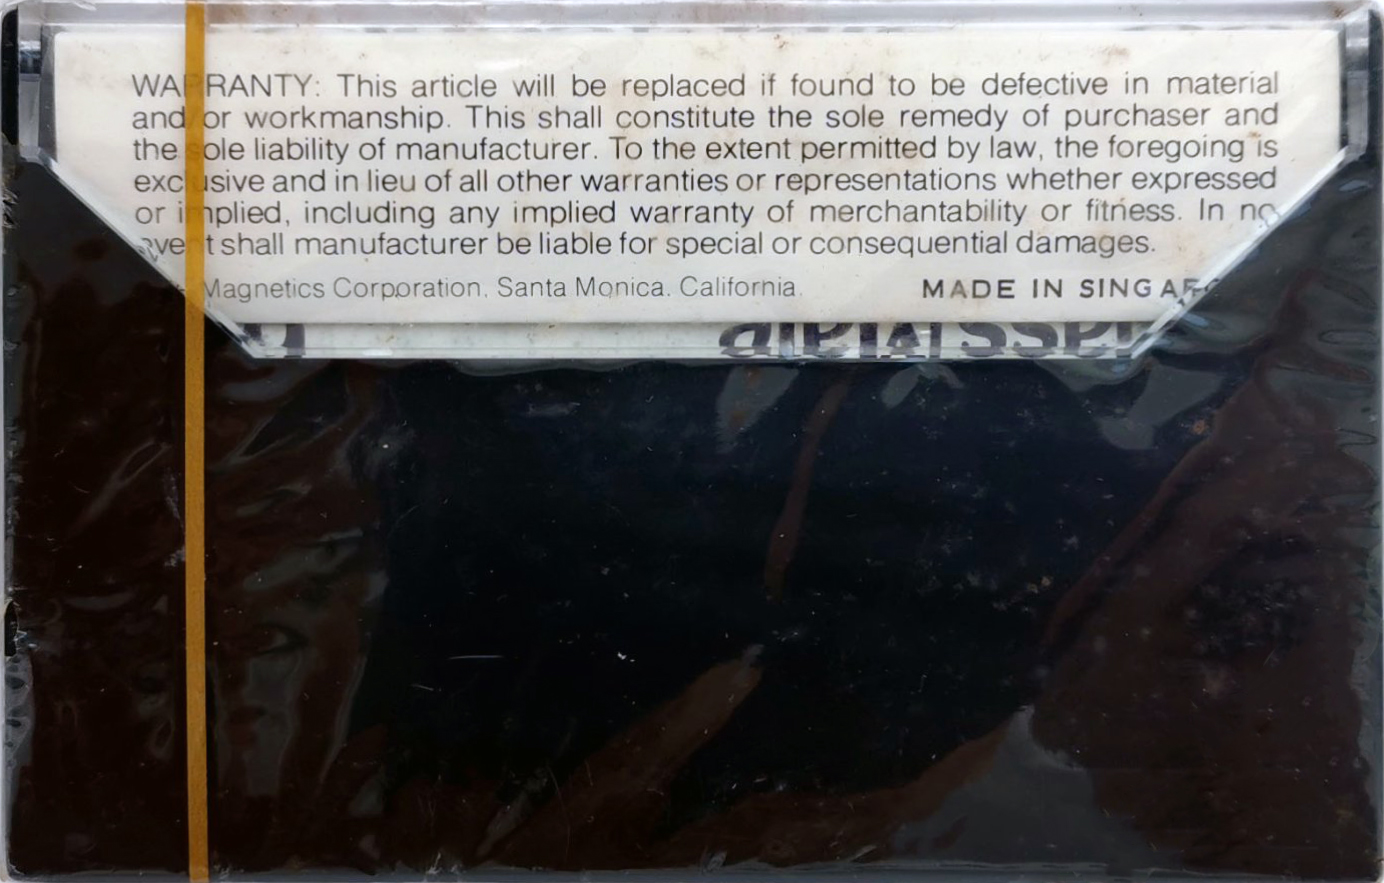 WARRANTY: This article will be replaced if found to be defective in material
and/or workmanship. This shall constitute the sole remedy of purchaser and
the sole liability of manufacturer. To the extent permitted by law, the foregoing is
exclusive and in lieu of all other warranties or representations whether expressed
or implied, including any implied warranty of merchantability or fitness. In no
event shall manufacturer be liable for special or consequential damages.
Magnetics Corporation, Santa Monica, California.
MADE IN SINGAP